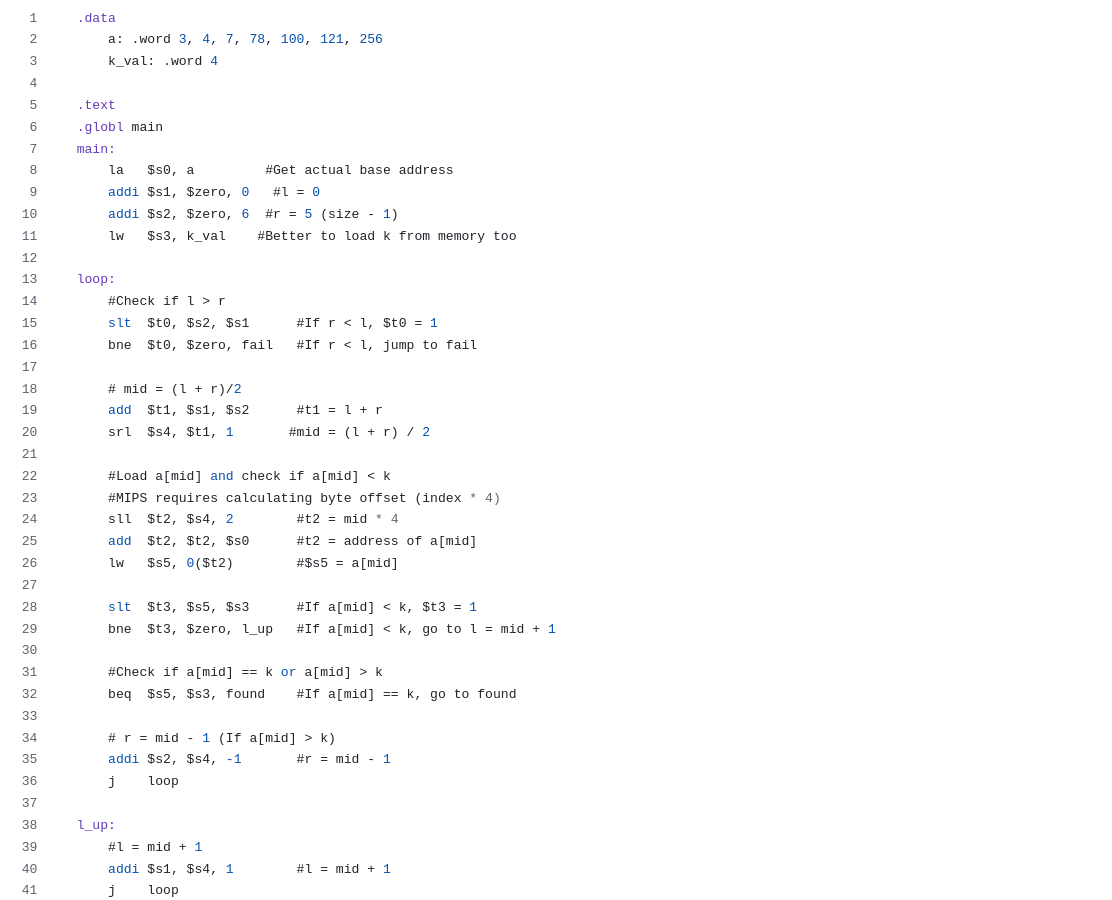 1 .data
2 a: .word 3, 4, 7, 78, 100, 121, 256
3 k_val: .word 4
4
5 .text
6 .globl main
7 main:
8 la   $s0, a         #Get actual base address
9 addi $s1, $zero, 0   #l = 0
10 addi $s2, $zero, 6  #r = 5 (size - 1)
11 lw   $s3, k_val    #Better to load k from memory too
12
13 loop:
14 #Check if l > r
15 slt  $t0, $s2, $s1      #If r < l, $t0 = 1
16 bne  $t0, $zero, fail   #If r < l, jump to fail
17
18 # mid = (l + r)/2
19 add  $t1, $s1, $s2      #t1 = l + r
20 srl  $s4, $t1, 1       #mid = (l + r) / 2
21
22 #Load a[mid] and check if a[mid] < k
23 #MIPS requires calculating byte offset (index * 4)
24 sll  $t2, $s4, 2        #t2 = mid * 4
25 add  $t2, $t2, $s0      #t2 = address of a[mid]
26 lw   $s5, 0($t2)        #$s5 = a[mid]
27
28 slt  $t3, $s5, $s3      #If a[mid] < k, $t3 = 1
29 bne  $t3, $zero, l_up   #If a[mid] < k, go to l = mid + 1
30
31 #Check if a[mid] == k or a[mid] > k
32 beq  $s5, $s3, found    #If a[mid] == k, go to found
33
34 # r = mid - 1 (If a[mid] > k)
35 addi $s2, $s4, -1       #r = mid - 1
36 j    loop
37
38 l_up:
39 #l = mid + 1
40 addi $s1, $s4, 1        #l = mid + 1
41 j    loop